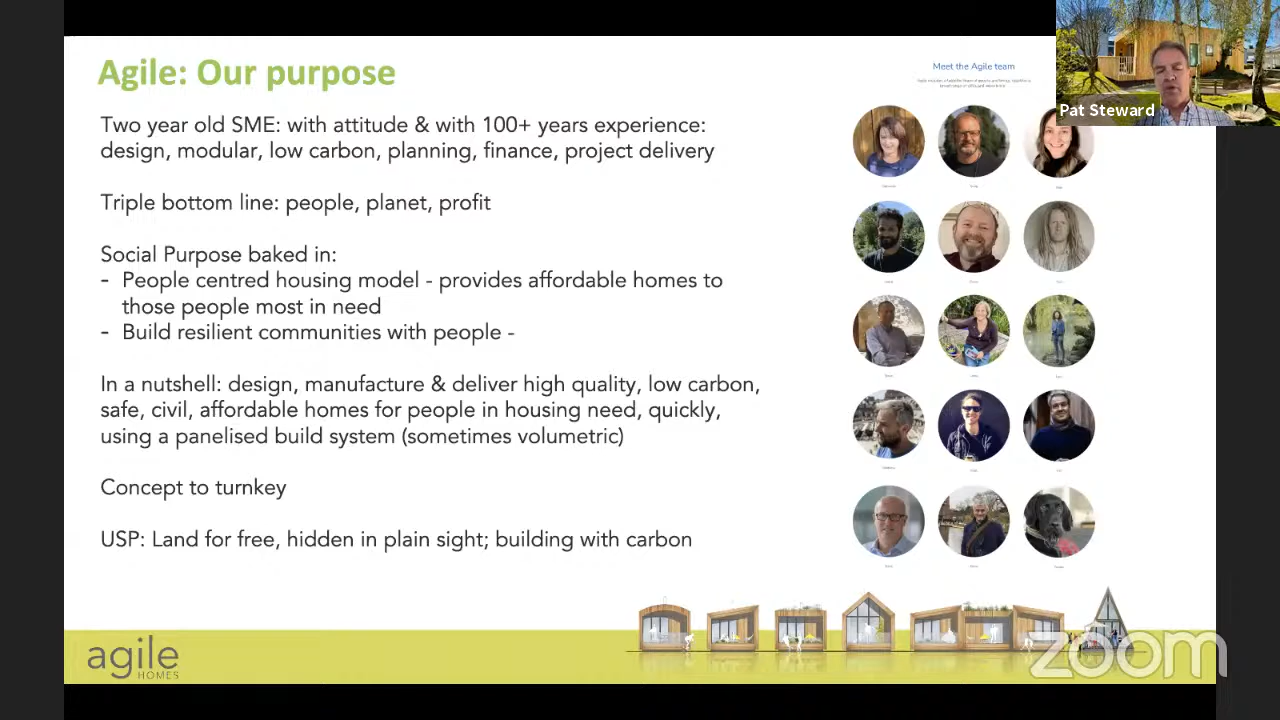 Agile: Our purpose
Meet the Agile team
Pat Steward
Two year old SME: with attitude & with 100+ years experience:
design, modular, low carbon, planning, finance, project delivery
Triple bottom line: people, planet, profit
Social Purpose baked in:
- People centred housing model - provides affordable homes to
those people most in need
- Build resilient communities with people -
In a nutshell: design, manufacture & deliver high quality, low carbon,
safe, civil, affordable homes for people in housing need, quickly,
using a panelised build system (sometimes volumetric)
Concept to turnkey
USP: Land for free, hidden in plain sight; building with carbon
agile
HOMES
zoom